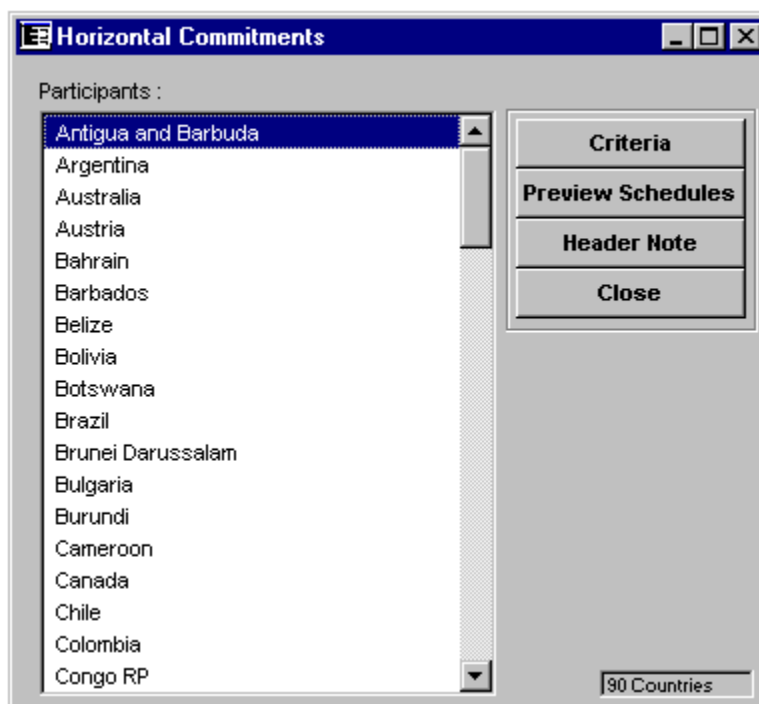 Horizontal Commitments
Participants :
Antigua and Barbuda
Argentina
Australia
Austria
Bahrain
Barbados
Belize
Bolivia
Botswana
Brazil
Brunei Darussalam
Bulgaria
Burundi
Cameroon
Canada
Chile
Colombia
Congo RP
Criteria
Preview Schedules
Header Note
Close
90 Countries